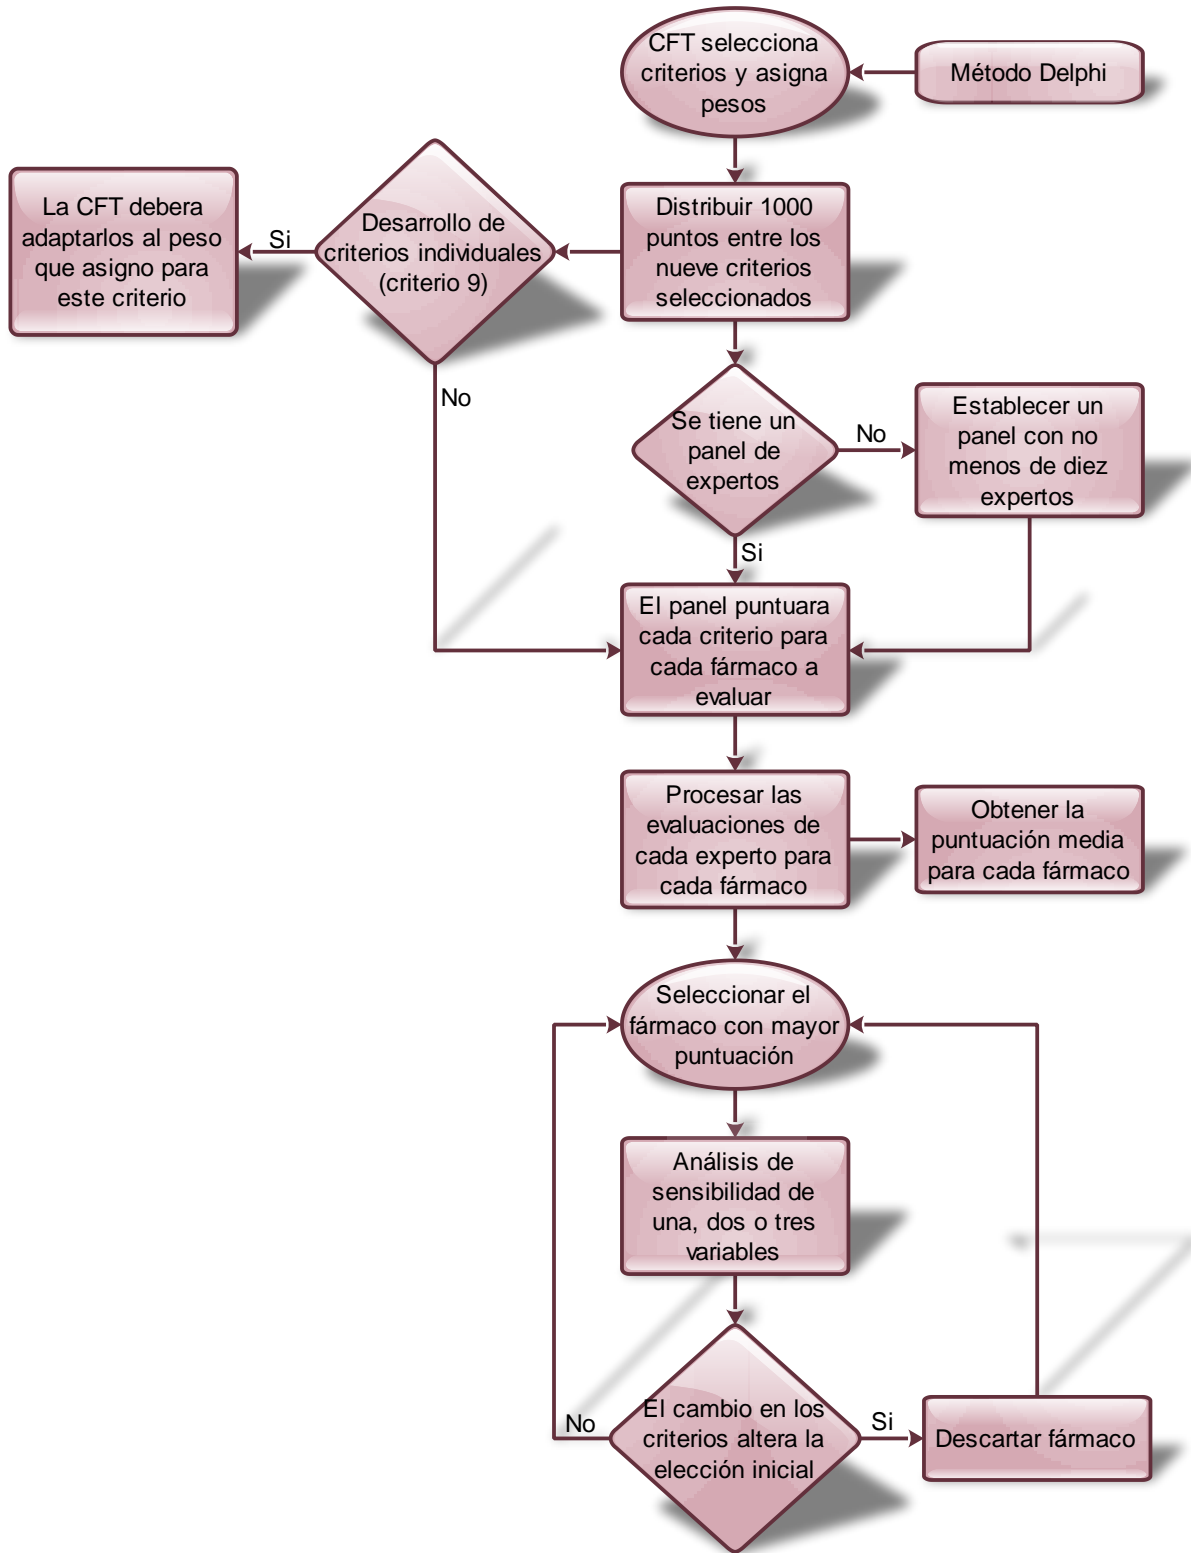 CFT selecciona
criterios y asigna
pesos
Método Delphi
La CFT debera
adaptarlos al peso
que asigno para
este criterio
Si
Desarrollo de
criterios individuales
(criterio 9)
Distribuir 1000
puntos entre los
nueve criterios
seleccionados
No
Se tiene un
panel de
expertos
No
Establecer un
panel con no
menos de diez
expertos
Si
El panel puntuara
cada criterio para
cada fármaco a
evaluar
Procesar las
evaluaciones de
cada experto para
cada fármaco
Obtener la
puntuación media
para cada fármaco
Seleccionar el
fármaco con mayor
puntuación
Análisis de
sensibilidad de
una, dos o tres
variables
No
El cambio en los
criterios altera la
elección inicial
Si
Descartar fármaco